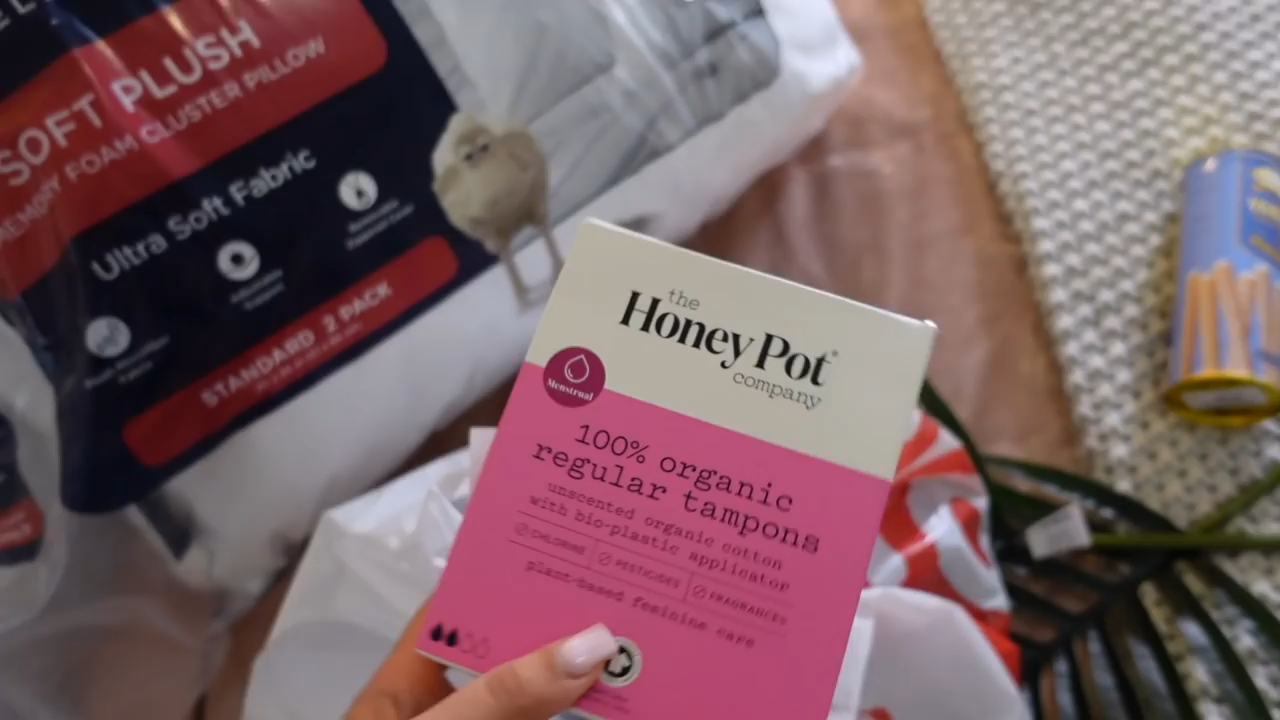 SOFT PLUSH
MEMORY FOAM CLUSTER PILLOW
Ultra Soft Fabric
STANDARD 2 PACK
the
Honey Pot
company
Menstrual
100% organic
regular tampons
unscented organic cotton
with bio-plastic applicator
CHLORINE
PESTICIDES
FRAGRANCES
plant-based feminine care